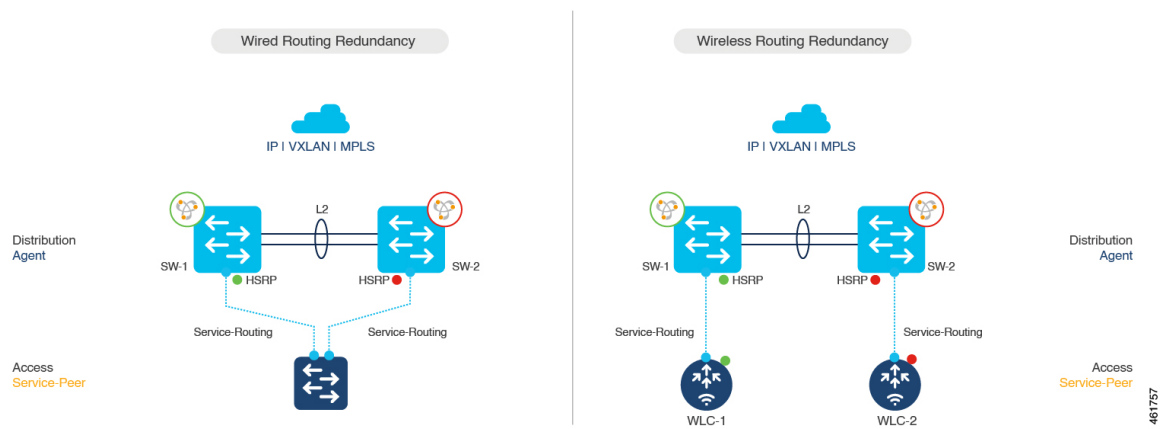 Wired Routing Redundancy
IP | VXLAN | MPLS
L2
Distribution
Agent
SW-1
HSRP
HSRP
SW-2
Service-Routing
Service-Routing
Access
Service-Peer
Wireless Routing Redundancy
IP | VXLAN | MPLS
L2
SW-1
HSRP
HSRP
SW-2
Distribution
Agent
Service-Routing
Service-Routing
Access
Service-Peer
WLC-1
WLC-2
461757